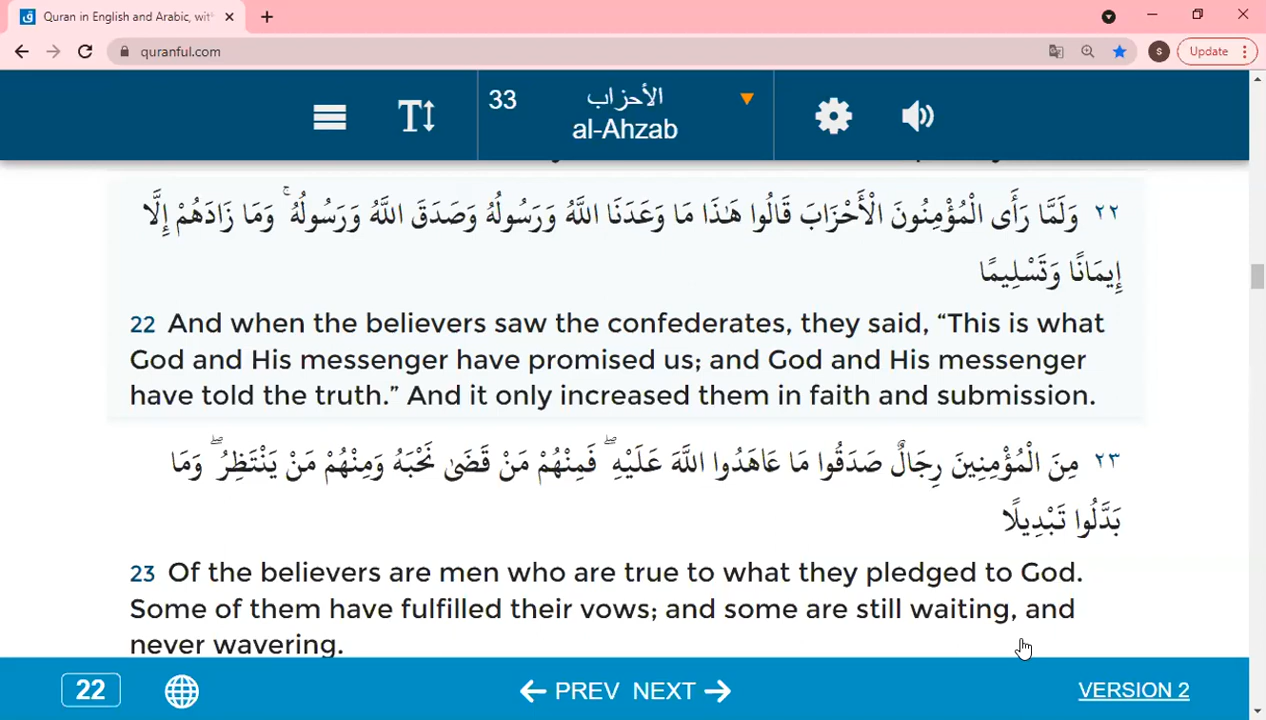 Quran in English and Arabic, wit
quranful.com
S
Update
33
الأحزاب
al-Ahzab
٢٢ وَلَمَّا رَأَى الْمُؤْمِنُونَ الْأَحْزَابَ قَالُوا هَٰذَا مَا وَعَدَنَا اللَّهُ وَرَسُولُهُ وَصَدَقَ اللَّهُ وَرَسُولُهُ ۚ وَمَا زَادَهُمْ إِلَّا
إِيمَانًا وَتَسْلِيمًا
22 And when the believers saw the confederates, they said, “This is what
God and His messenger have promised us; and God and His messenger
have told the truth.” And it only increased them in faith and submission.
٢٣ مِنَ الْمُؤْمِنِينَ رِجَالٌ صَدَقُوا مَا عَاهَدُوا اللَّهَ عَلَيْهِ ۖ فَمِنْهُمْ مَنْ قَضَىٰ نَحْبَهُ وَمِنْهُمْ مَنْ يَنْتَظِرُ ۖ وَمَا
بَدَّلُوا تَبْدِيلًا
23 Of the believers are men who are true to what they pledged to God.
Some of them have fulfilled their vows; and some are still waiting, and
never wavering.
22
PREV NEXT
VERSION 2